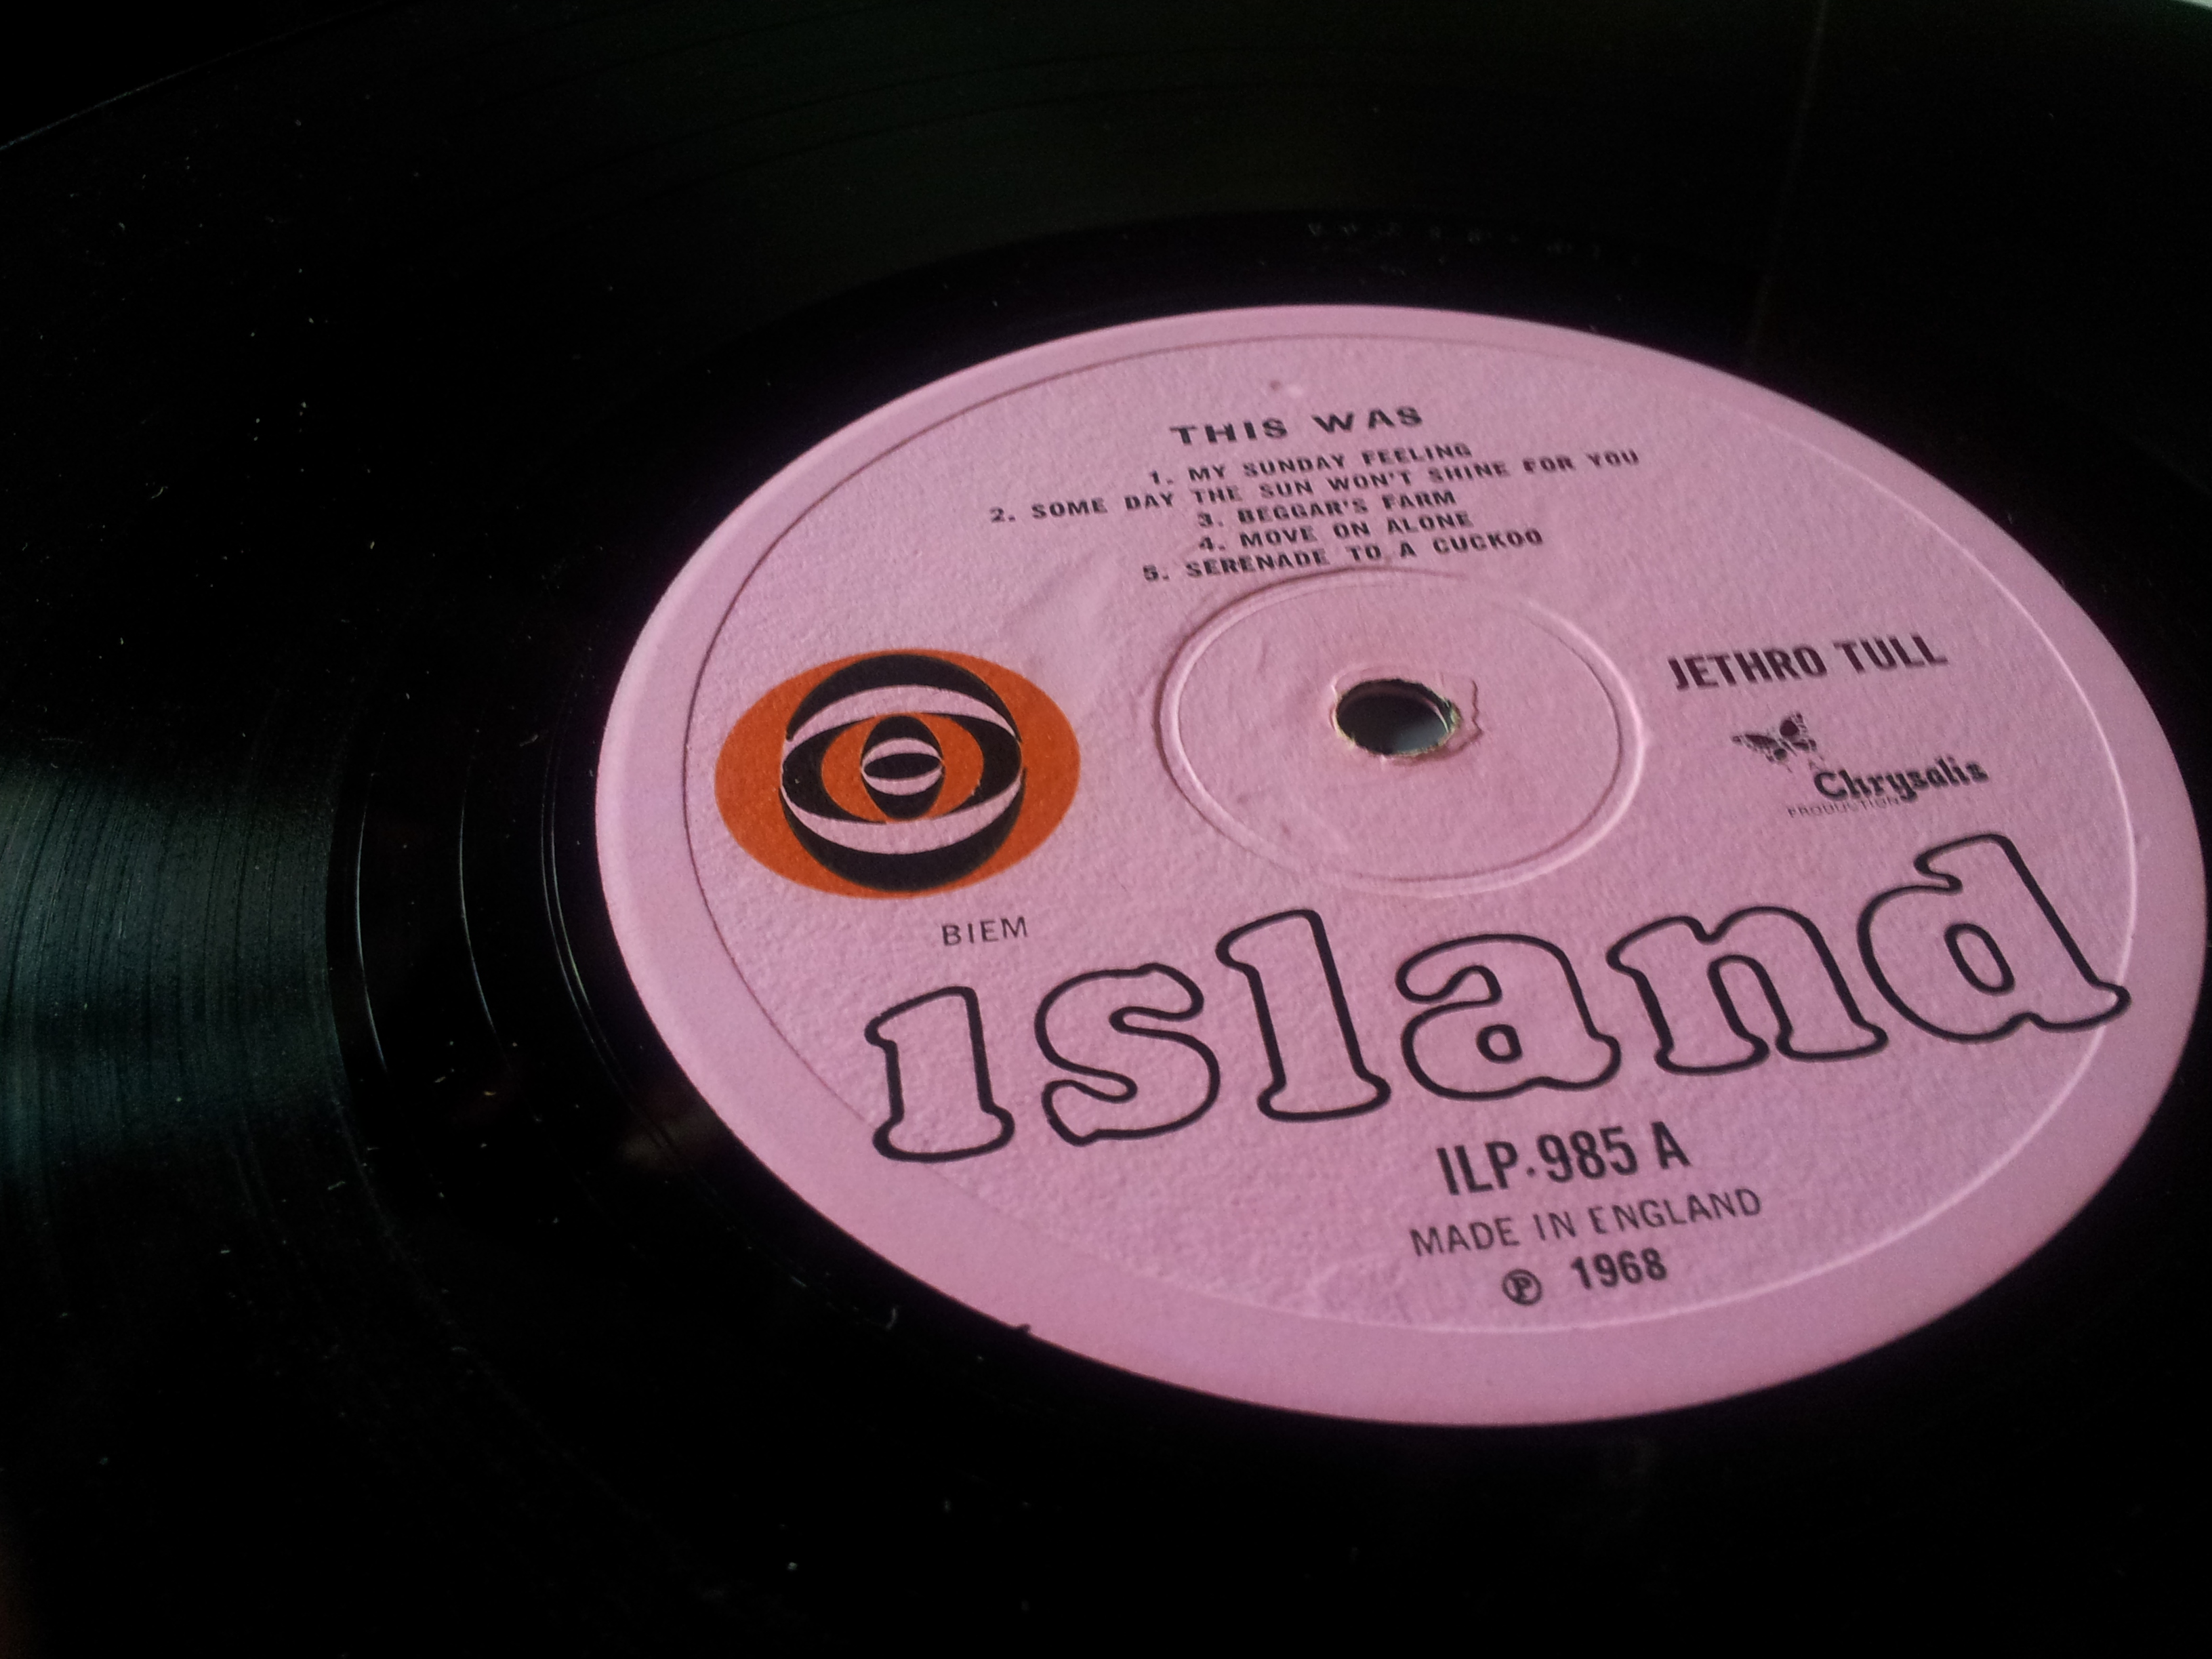 THIS WAS
1. MY SUNDAY FEELING
2. SOME DAY THE SUN WON'T SHINE FOR YOU
3. BEGGAR'S FARM
4. MOVE ON ALONE
5. SERENADE TO A CUCKOO
JETHRO TULL
A
Chrysalis
PRODUCTION
BIEM
island
ILP·985 A
MADE IN ENGLAND
Ⓟ 1968